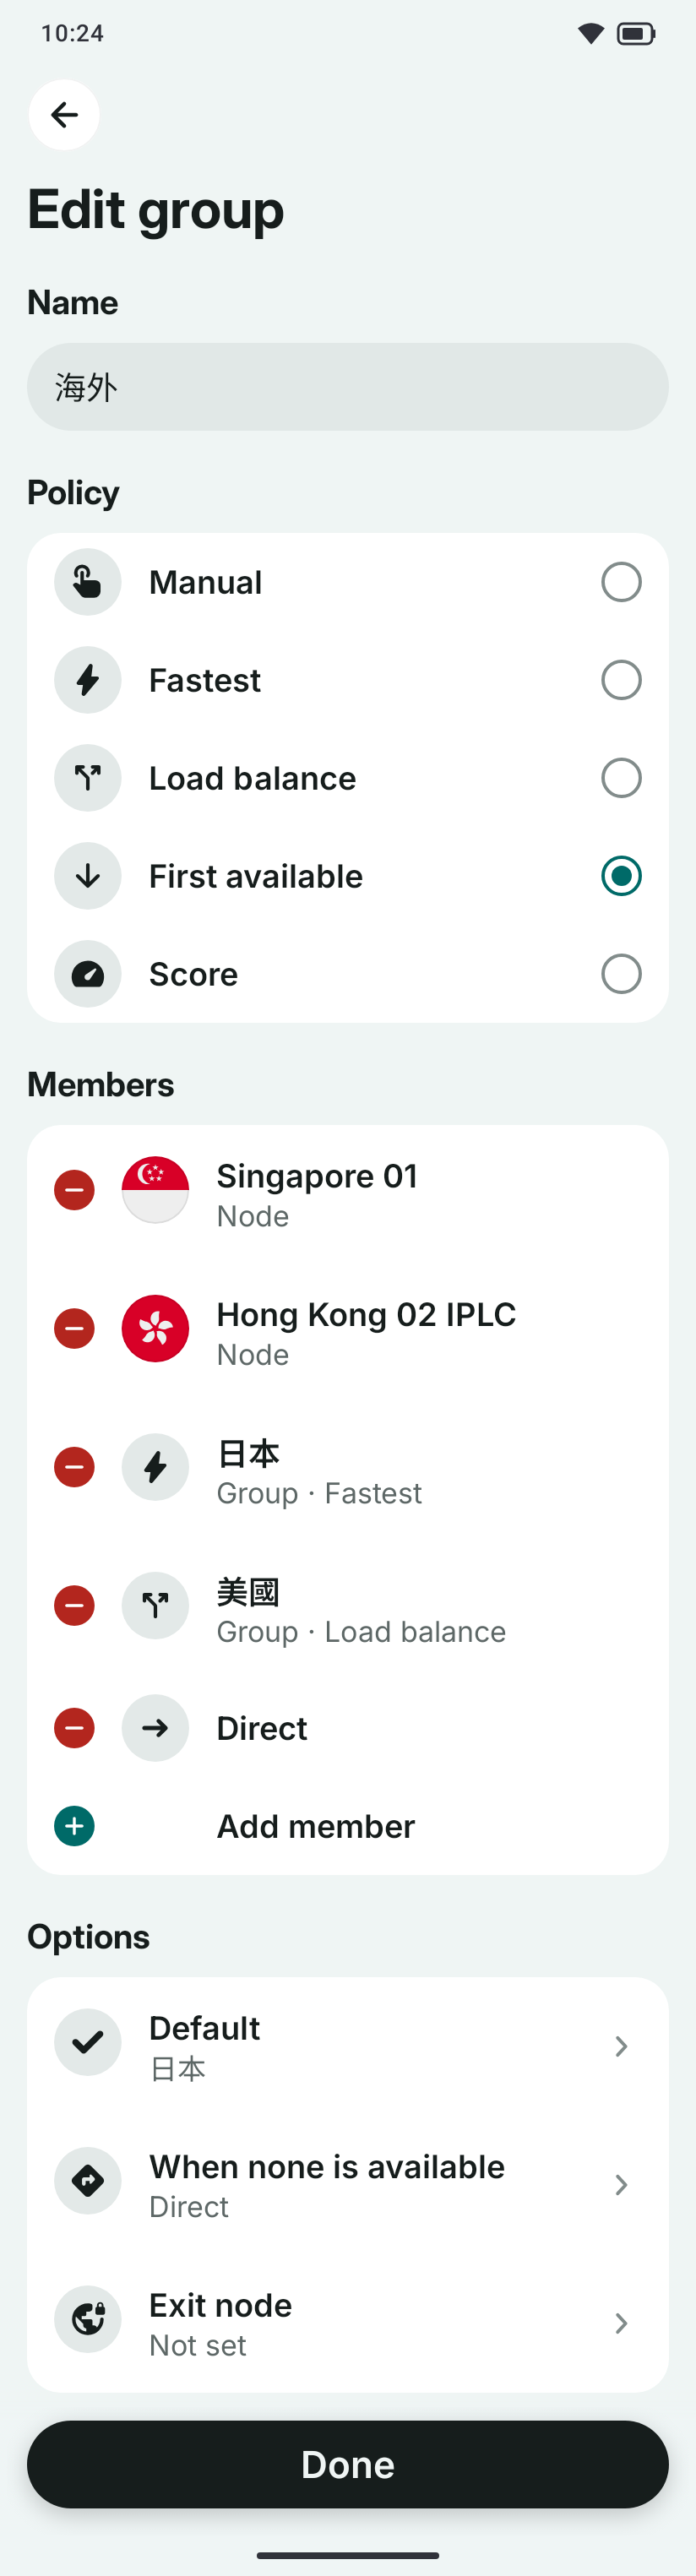 10:24
Edit group
Name
海外
Policy
Manual
Fastest
Load balance
First available
Score
Members
Singapore 01
Node
Hong Kong 02 IPLC
Node
日本
Group · Fastest
美國
Group · Load balance
Direct
Add member
Options
Default
日本
When none is available
Direct
Exit node
Not set
Done